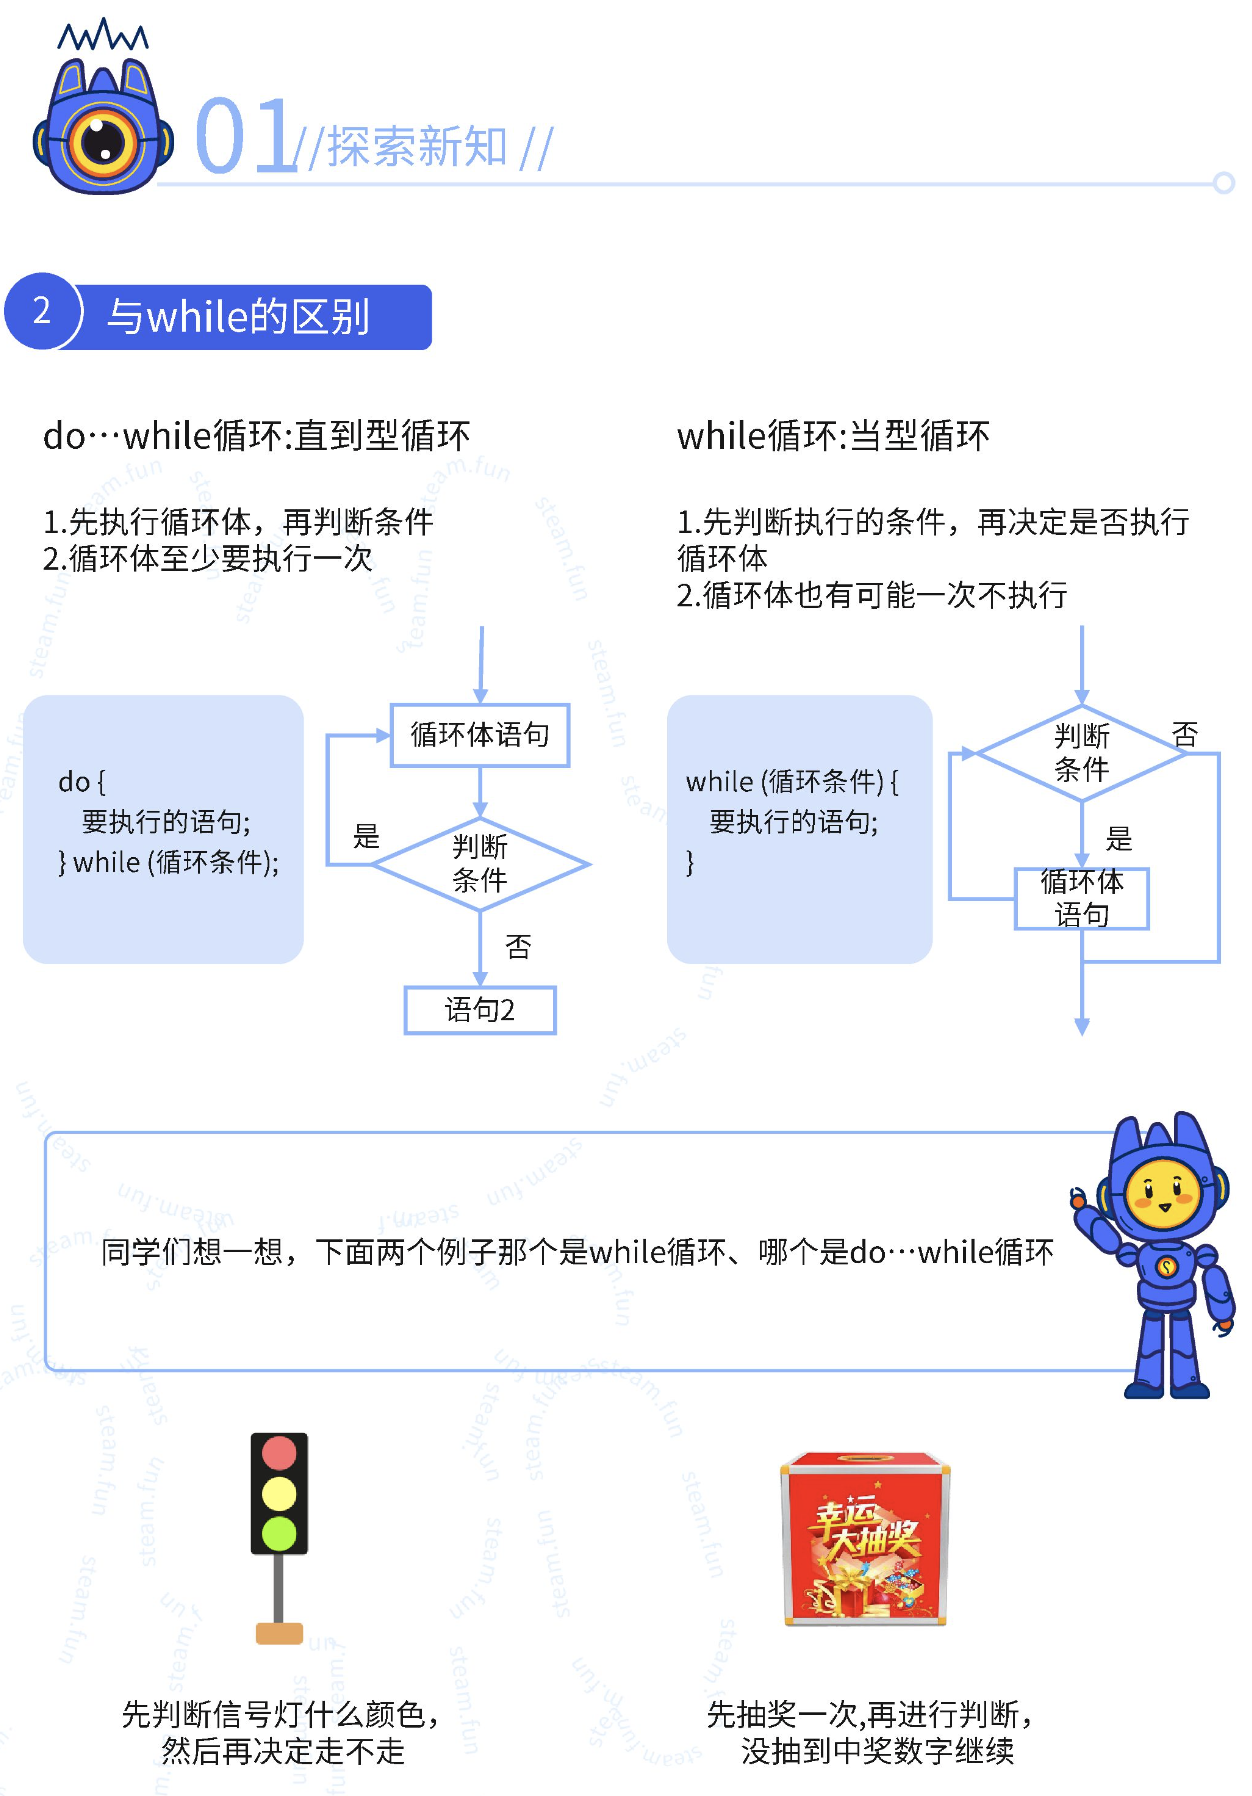 01 //探索新知 //
2 与while的区别
do…while循环:直到型循环
1.先执行循环体，再判断条件
2.循环体至少要执行一次
while循环:当型循环
1.先判断执行的条件，再决定是否执行
循环体
2.循环体也有可能一次不执行
do {
要执行的语句;
} while (循环条件);
循环体语句
是
判断
条件
否
语句2
while (循环条件) {
要执行的语句;
}
判断
条件
否
是
循环体
语句
同学们想一想，下面两个例子那个是while循环、哪个是do…while循环
幸运
大抽奖
先判断信号灯什么颜色，
然后再决定走不走
先抽奖一次,再进行判断，
没抽到中奖数字继续
steam.fun